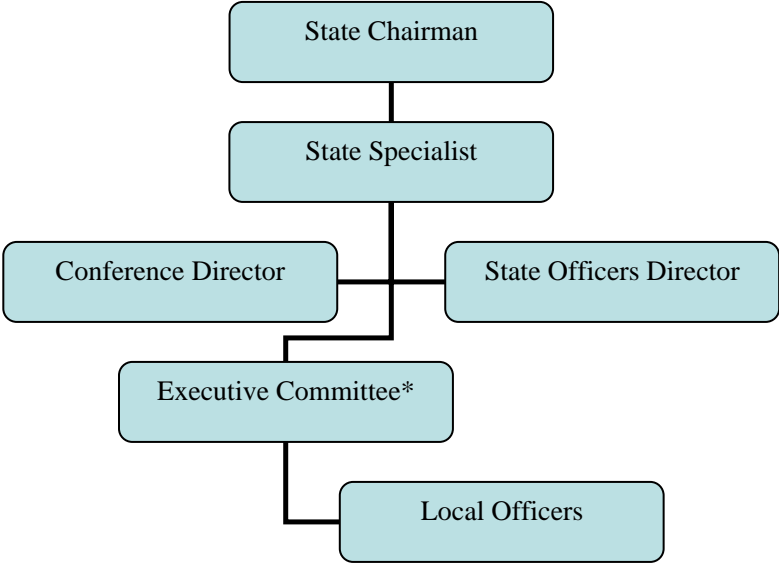 State Chairman
State Specialist
Conference Director
State Officers Director
Executive Committee*
Local Officers